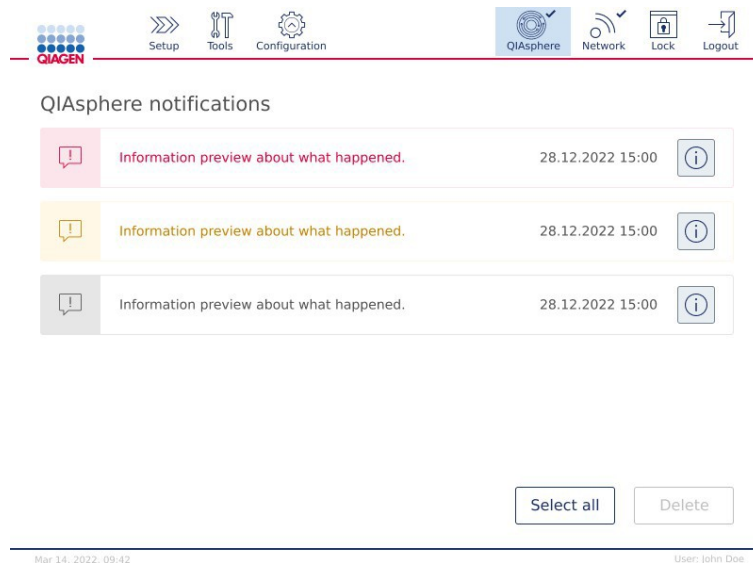 QIAGEN
Setup Tools Configuration QIAsphere Network Lock Logout
QIAsphere notifications
Information preview about what happened. 28.12.2022 15:00
Information preview about what happened. 28.12.2022 15:00
Information preview about what happened. 28.12.2022 15:00
Select all Delete
Mar 14, 2022, 09:42 User: John Doe